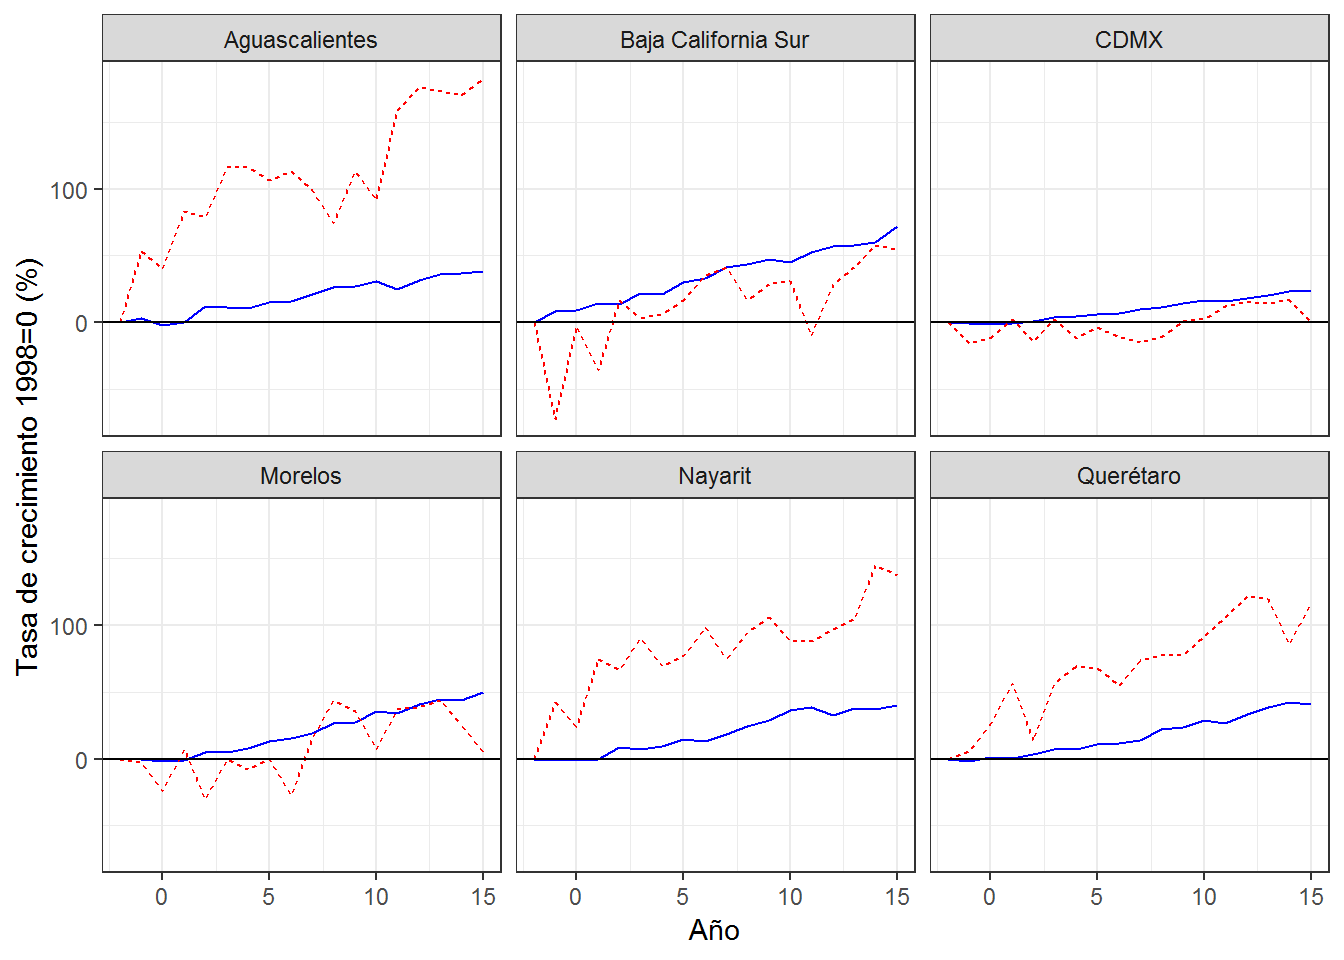 Aguascalientes
Baja California Sur
CDMX
100
0
Morelos
Nayarit
Querétaro
100
0
0 5 10 15
0 5 10 15
0 5 10 15
Año
Tasa de crecimiento 1998=0 (%)